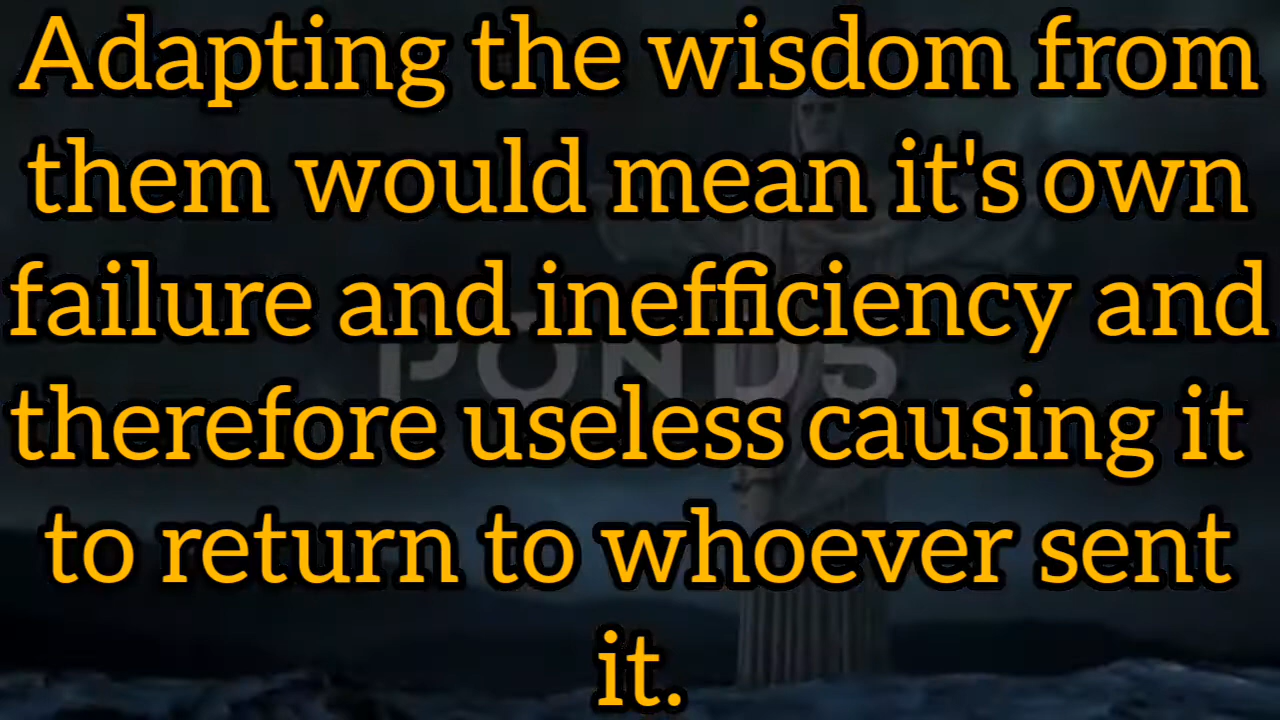 Adapting the wisdom from
them would mean it's own
failure and inefficiency and
POND5
therefore useless causing it
to return to whoever sent
it.